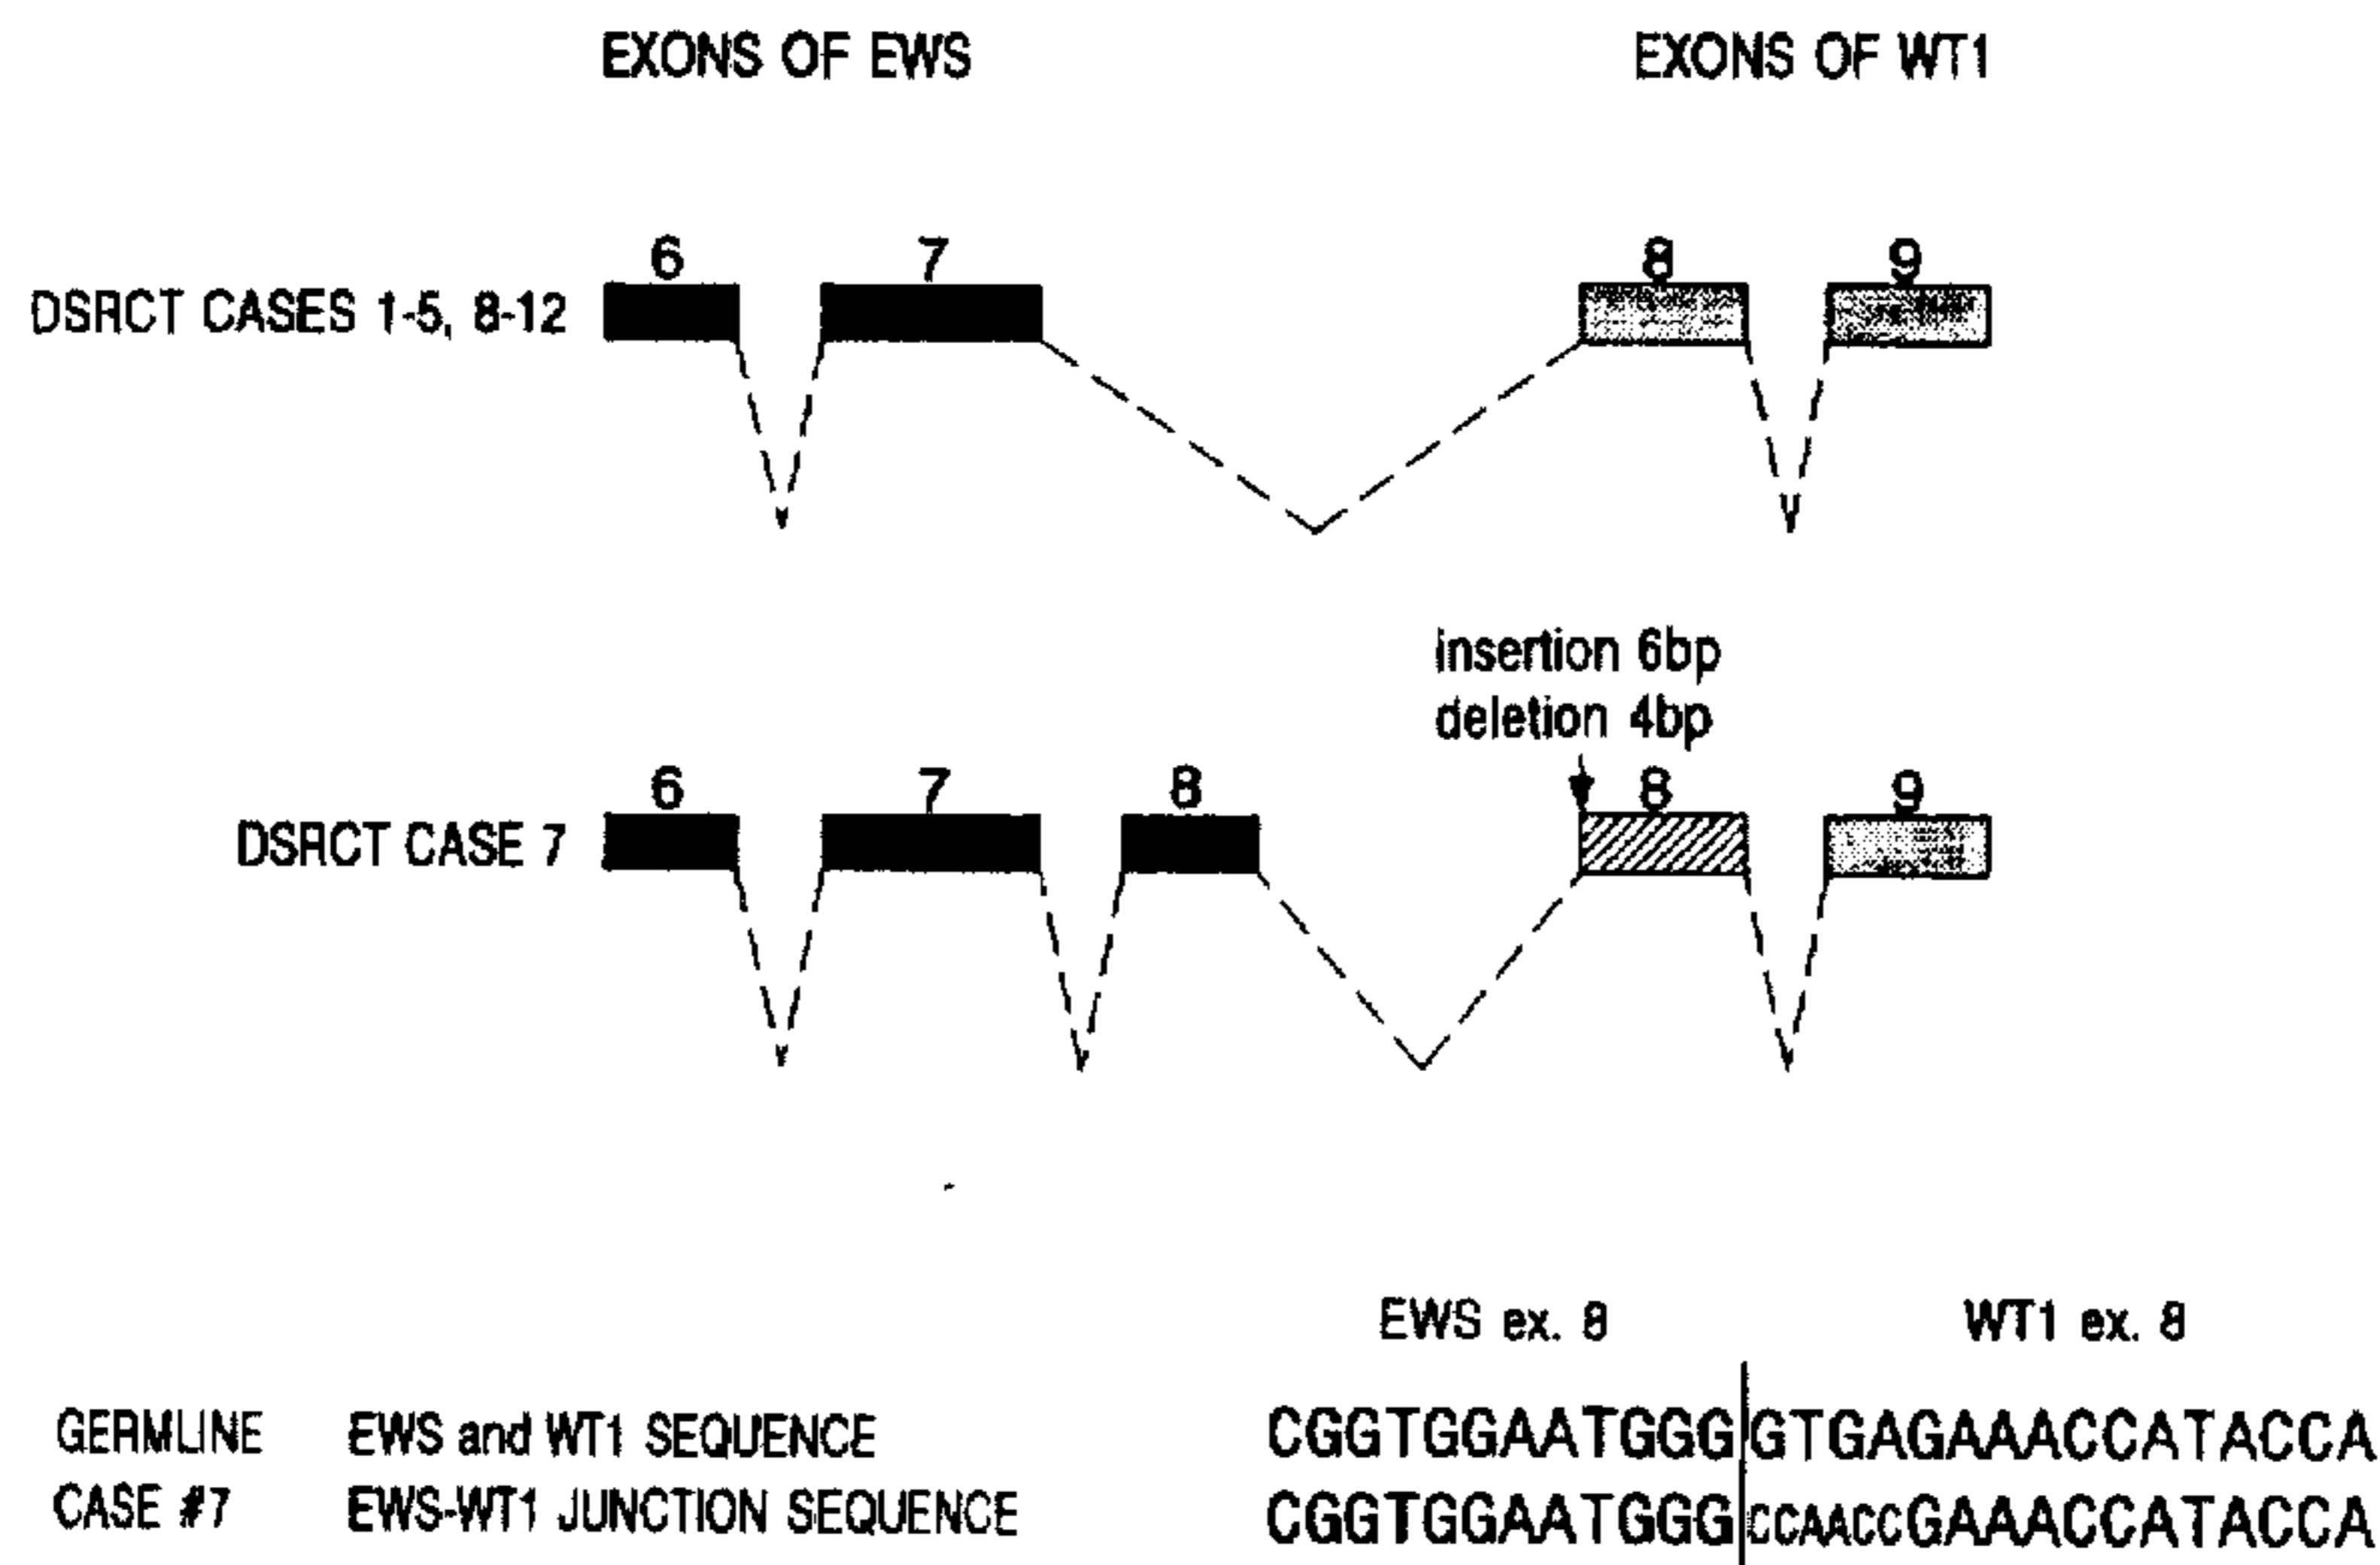 EXONS OF EWS EXONS OF WT1
6 7 8 9
DSRCT CASES 1-5, 8-12
insertion 6bp
deletion 4bp
6 7 8 8 9
DSRCT CASE 7
EWS ex. 8 WT1 ex. 8
GERMLINE EWS and WT1 SEQUENCE CGGTGGAATGGG GTGAGAAACCATACCA
CASE #7 EWS-WT1 JUNCTION SEQUENCE CGGTGGAATGGG CCAACCGAAACCATACCA